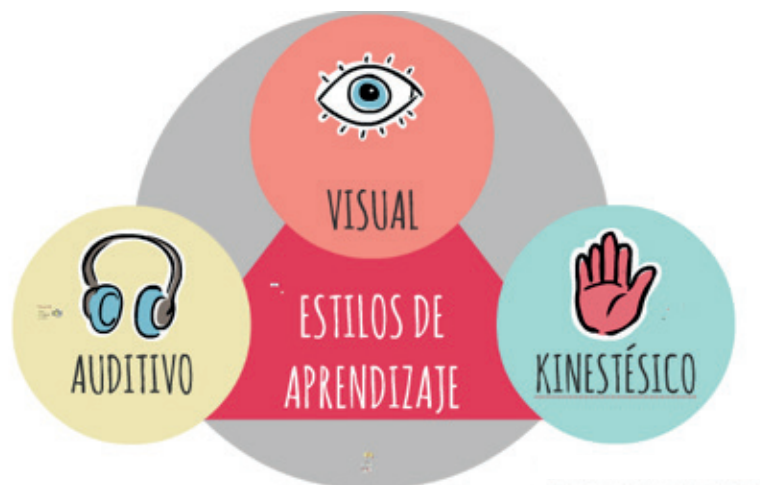 VISUAL
ESTILOS DE
APRENDIZAJE
AUDITIVO
KINESTÉSICO